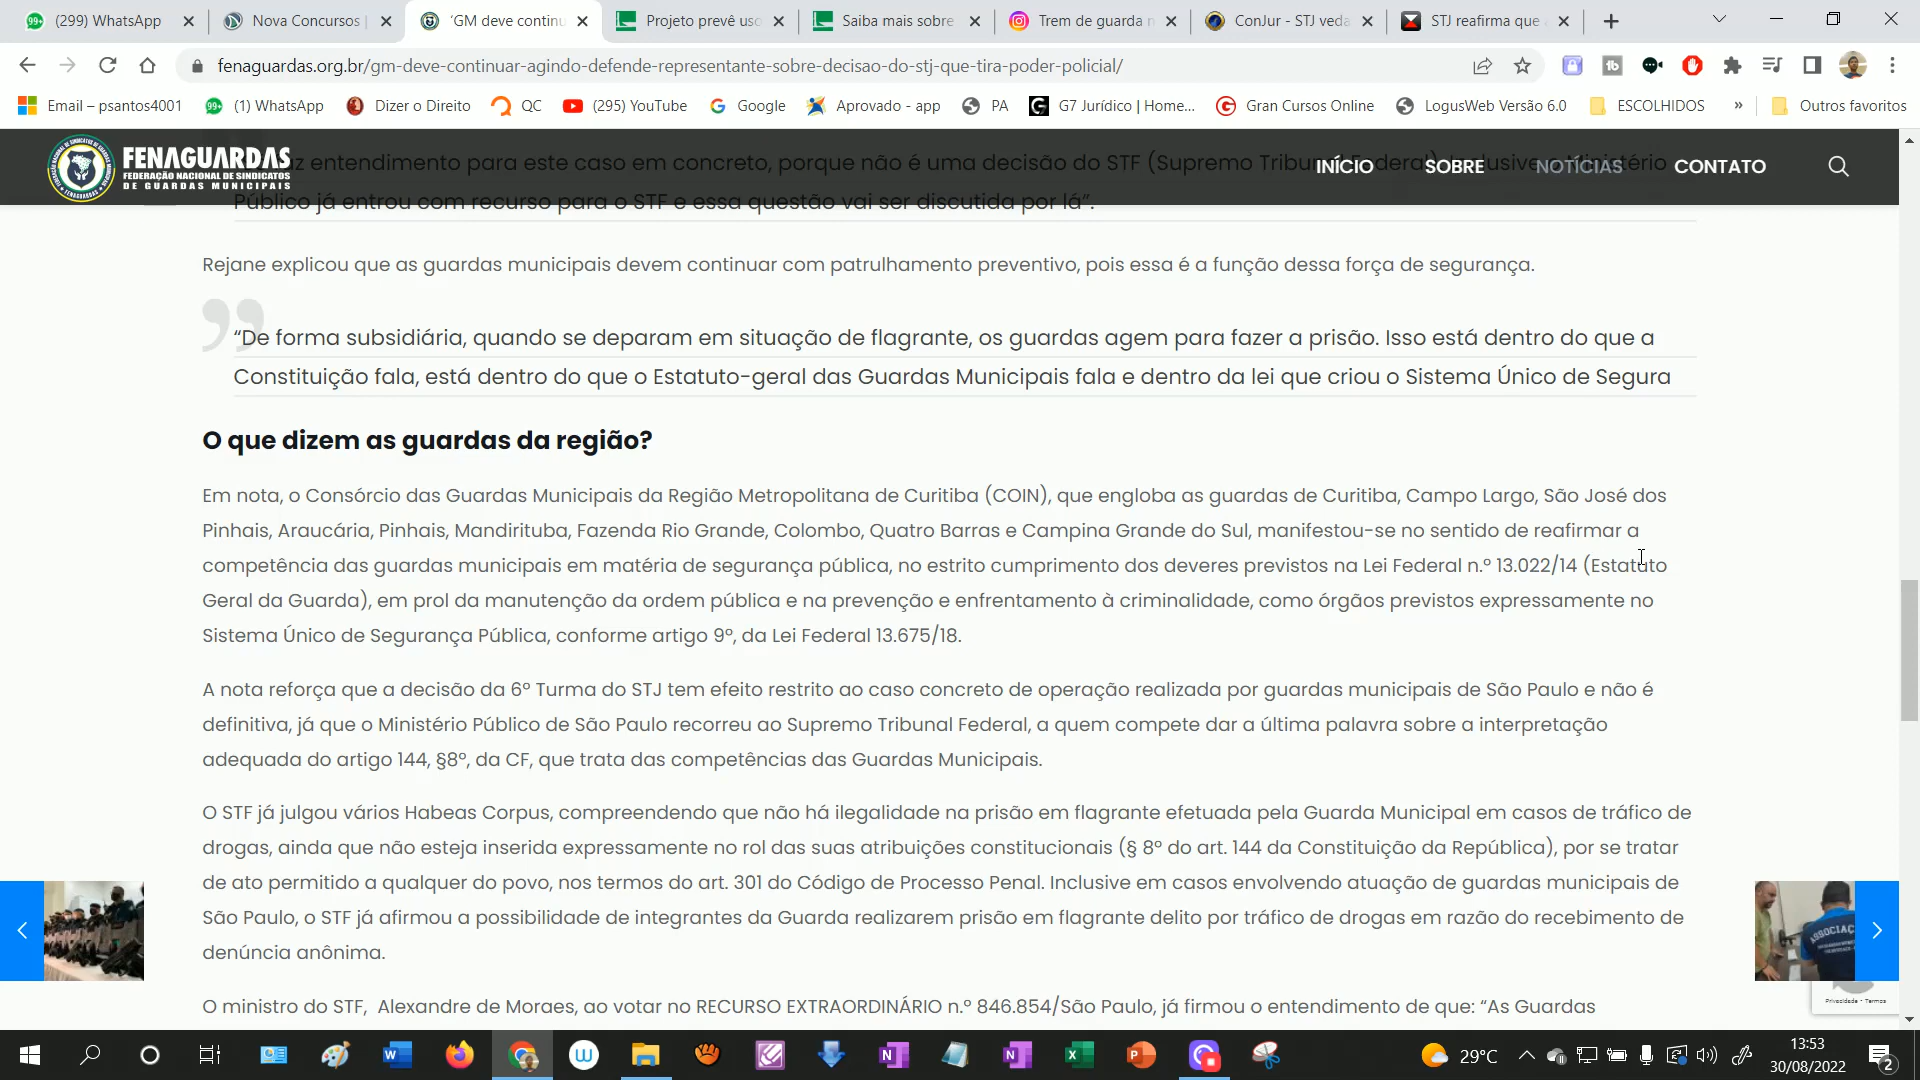 (299) WhatsApp
Nova Concursos |
'GM deve continu
Projeto prevê uso
Saiba mais sobre
Trem de guarda n
ConJur - STJ veda
STJ reafirma que
fenaguardas.org.br/gm-deve-continuar-agindo-defende-representante-sobre-decisao-do-stj-que-tira-poder-policial/
Email – psantos4001
(1) WhatsApp
Dizer o Direito
QC
(295) YouTube
Google
Aprovado - app
PA
G7 Jurídico | Home...
Gran Cursos Online
LogusWeb Versão 6.0
ESCOLHIDOS
»
Outros favoritos
FENAGUARDAS
FEDERAÇÃO NACIONAL DE SINDICATOS
DE GUARDAS MUNICIPAIS
INÍCIO
SOBRE
NOTÍCIAS
CONTATO
z entendimento para este caso em concreto, porque não é uma decisão do STF (Supremo Tribunal Federal)
Público já entrou com recurso para o STF e essa questão vai ser discutida por lá”.
Rejane explicou que as guardas municipais devem continuar com patrulhamento preventivo, pois essa é a função dessa força de segurança.
“De forma subsidiária, quando se deparam em situação de flagrante, os guardas agem para fazer a prisão. Isso está dentro do que a
Constituição fala, está dentro do que o Estatuto-geral das Guardas Municipais fala e dentro da lei que criou o Sistema Único de Segura
O que dizem as guardas da região?
Em nota, o Consórcio das Guardas Municipais da Região Metropolitana de Curitiba (COIN), que engloba as guardas de Curitiba, Campo Largo, São José dos
Pinhais, Araucária, Pinhais, Mandirituba, Fazenda Rio Grande, Colombo, Quatro Barras e Campina Grande do Sul, manifestou-se no sentido de reafirmar a
competência das guardas municipais em matéria de segurança pública, no estrito cumprimento dos deveres previstos na Lei Federal n.º 13.022/14 (Estatuto
Geral da Guarda), em prol da manutenção da ordem pública e na prevenção e enfrentamento à criminalidade, como órgãos previstos expressamente no
Sistema Único de Segurança Pública, conforme artigo 9º, da Lei Federal 13.675/18.
A nota reforça que a decisão da 6º Turma do STJ tem efeito restrito ao caso concreto de operação realizada por guardas municipais de São Paulo e não é
definitiva, já que o Ministério Público de São Paulo recorreu ao Supremo Tribunal Federal, a quem compete dar a última palavra sobre a interpretação
adequada do artigo 144, §8º, da CF, que trata das competências das Guardas Municipais.
O STF já julgou vários Habeas Corpus, compreendendo que não há ilegalidade na prisão em flagrante efetuada pela Guarda Municipal em casos de tráfico de
drogas, ainda que não esteja inserida expressamente no rol das suas atribuições constitucionais (§ 8º do art. 144 da Constituição da República), por se tratar
de ato permitido a qualquer do povo, nos termos do art. 301 do Código de Processo Penal. Inclusive em casos envolvendo atuação de guardas municipais de
São Paulo, o STF já afirmou a possibilidade de integrantes da Guarda realizarem prisão em flagrante delito por tráfico de drogas em razão do recebimento de
denúncia anônima.
O ministro do STF, Alexandre de Moraes, ao votar no RECURSO EXTRAORDINÁRIO n.º 846.854/São Paulo, já firmou o entendimento de que: “As Guardas
ASSOCIAÇ
Privacidade - Termos
29°C
13:53
30/08/2022
2